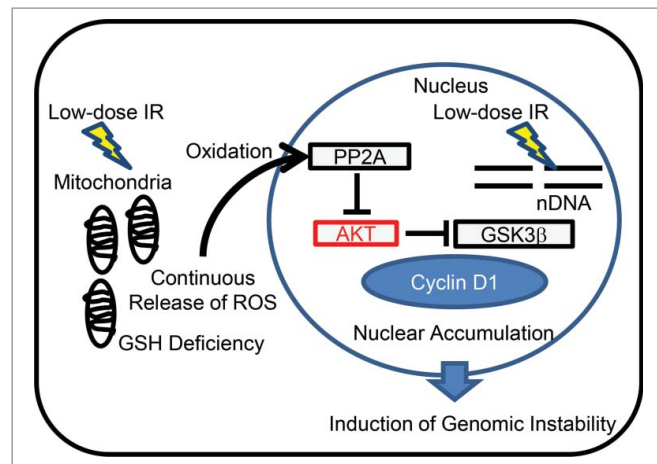 Nucleus
Low-dose IR
Low-dose IR
Oxidation
PP2A
Mitochondria
nDNA
AKT
GSK3β
Continuous
Release of ROS
Cyclin D1
GSH Deficiency
Nuclear Accumulation
Induction of Genomic Instability